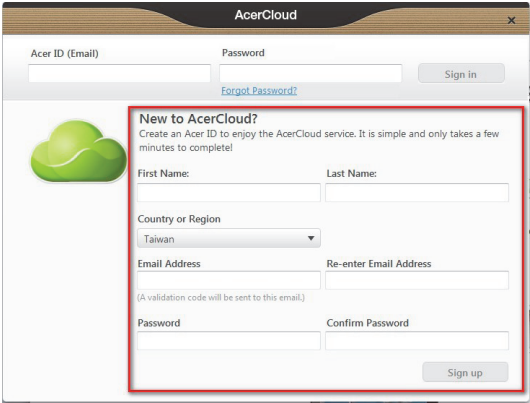 AcerCloud
x
Acer ID (Email)
Password
Sign in
Forgot Password?
New to AcerCloud?
Create an Acer ID to enjoy the AcerCloud service. It is simple and only takes a few
minutes to complete!
First Name:
Last Name:
Country or Region
Taiwan
Email Address
Re-enter Email Address
(A validation code will be sent to this email.)
Password
Confirm Password
Sign up